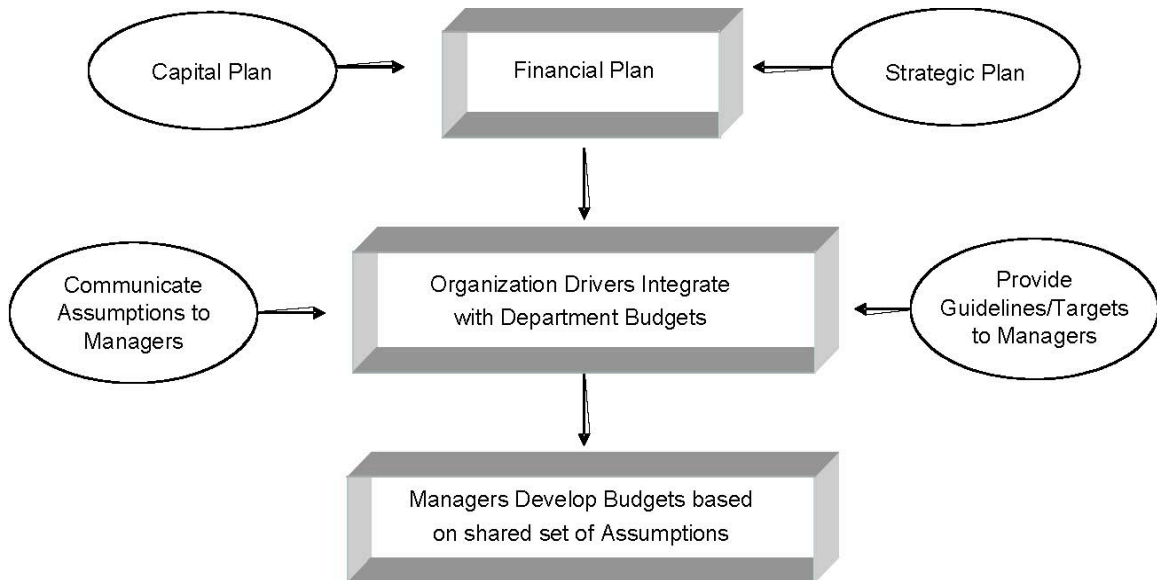 Capital Plan
Financial Plan
Strategic Plan
Communicate
Assumptions to
Managers
Organization Drivers Integrate
with Department Budgets
Provide
Guidelines/Targets
to Managers
Managers Develop Budgets based
on shared set of Assumptions